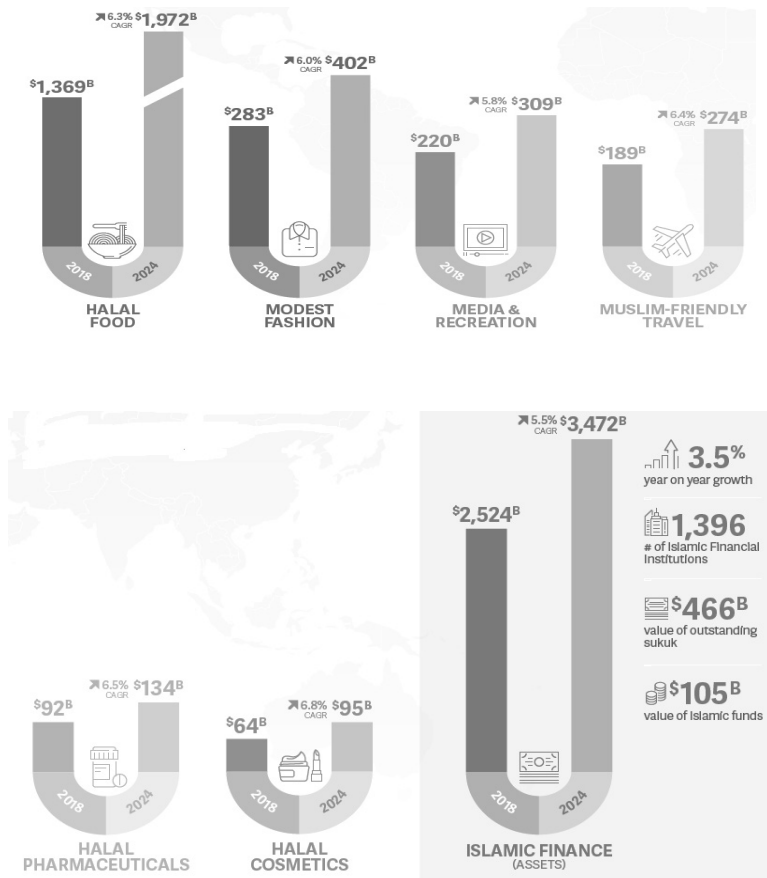 6.3% $1,972B
CAGR
$1,369B
2018
2024
HALAL
FOOD
6.0% $402B
CAGR
$283B
2018
2024
MODEST
FASHION
5.8% $309B
CAGR
$220B
2018
2024
MEDIA &
RECREATION
6.4% $274B
CAGR
$189B
2018
2024
MUSLIM-FRIENDLY
TRAVEL
6.5% $134B
CAGR
$92B
2018
2024
HALAL
PHARMACEUTICALS
6.8% $95B
CAGR
$64B
2018
2024
HALAL
COSMETICS
5.5% $3,472B
CAGR
$2,524B
2018
2024
ISLAMIC FINANCE
(ASSETS)
3.5%
year on year growth
1,396
# of Islamic Financial
Institutions
$466B
value of outstanding
sukuk
$105B
value of Islamic funds